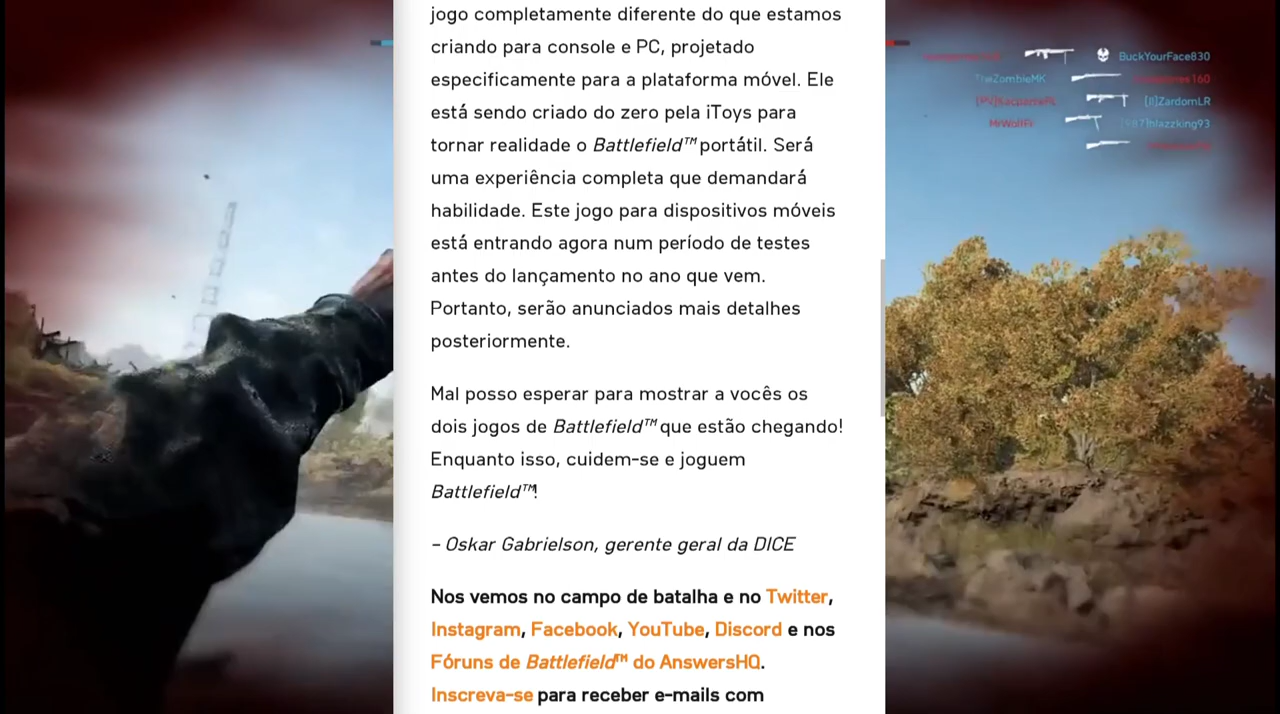 jogo completamente diferente do que estamos
criando para console e PC, projetado
especificamente para a plataforma móvel. Ele
está sendo criado do zero pela iToys para
tornar realidade o Battlefield™ portátil. Será
uma experiência completa que demandará
habilidade. Este jogo para dispositivos móveis
está entrando agora num período de testes
antes do lançamento no ano que vem.
Portanto, serão anunciados mais detalhes
posteriormente.
Mal posso esperar para mostrar a vocês os
dois jogos de Battlefield™ que estão chegando!
Enquanto isso, cuidem-se e joguem
Battlefield™!
– Oskar Gabrielson, gerente geral da DICE
Nos vemos no campo de batalha e no Twitter,
Instagram, Facebook, YouTube, Discord e nos
Fóruns de Battlefield™ do AnswersHQ.
Inscreva-se para receber e-mails com
BuckYourFace830
TheZombieMK
[II]ZardomLR
HiWolfFr